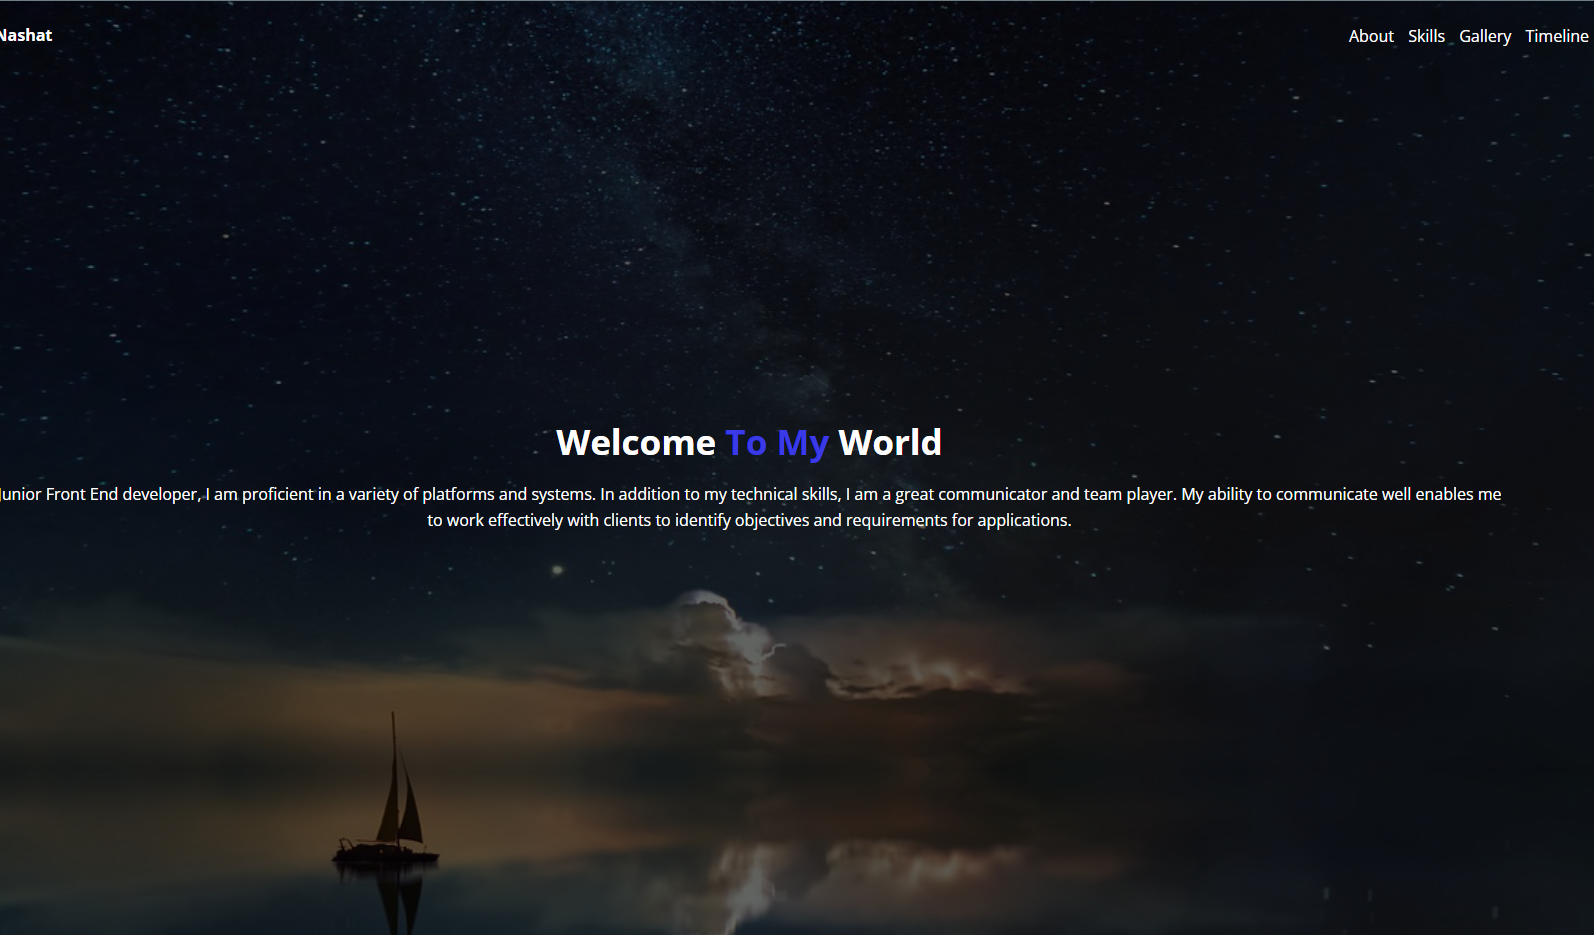 Nashat
About Skills Gallery Timeline
Welcome To My World
Junior Front End developer, I am proficient in a variety of platforms and systems. In addition to my technical skills, I am a great communicator and team player. My ability to communicate well enables me
to work effectively with clients to identify objectives and requirements for applications.